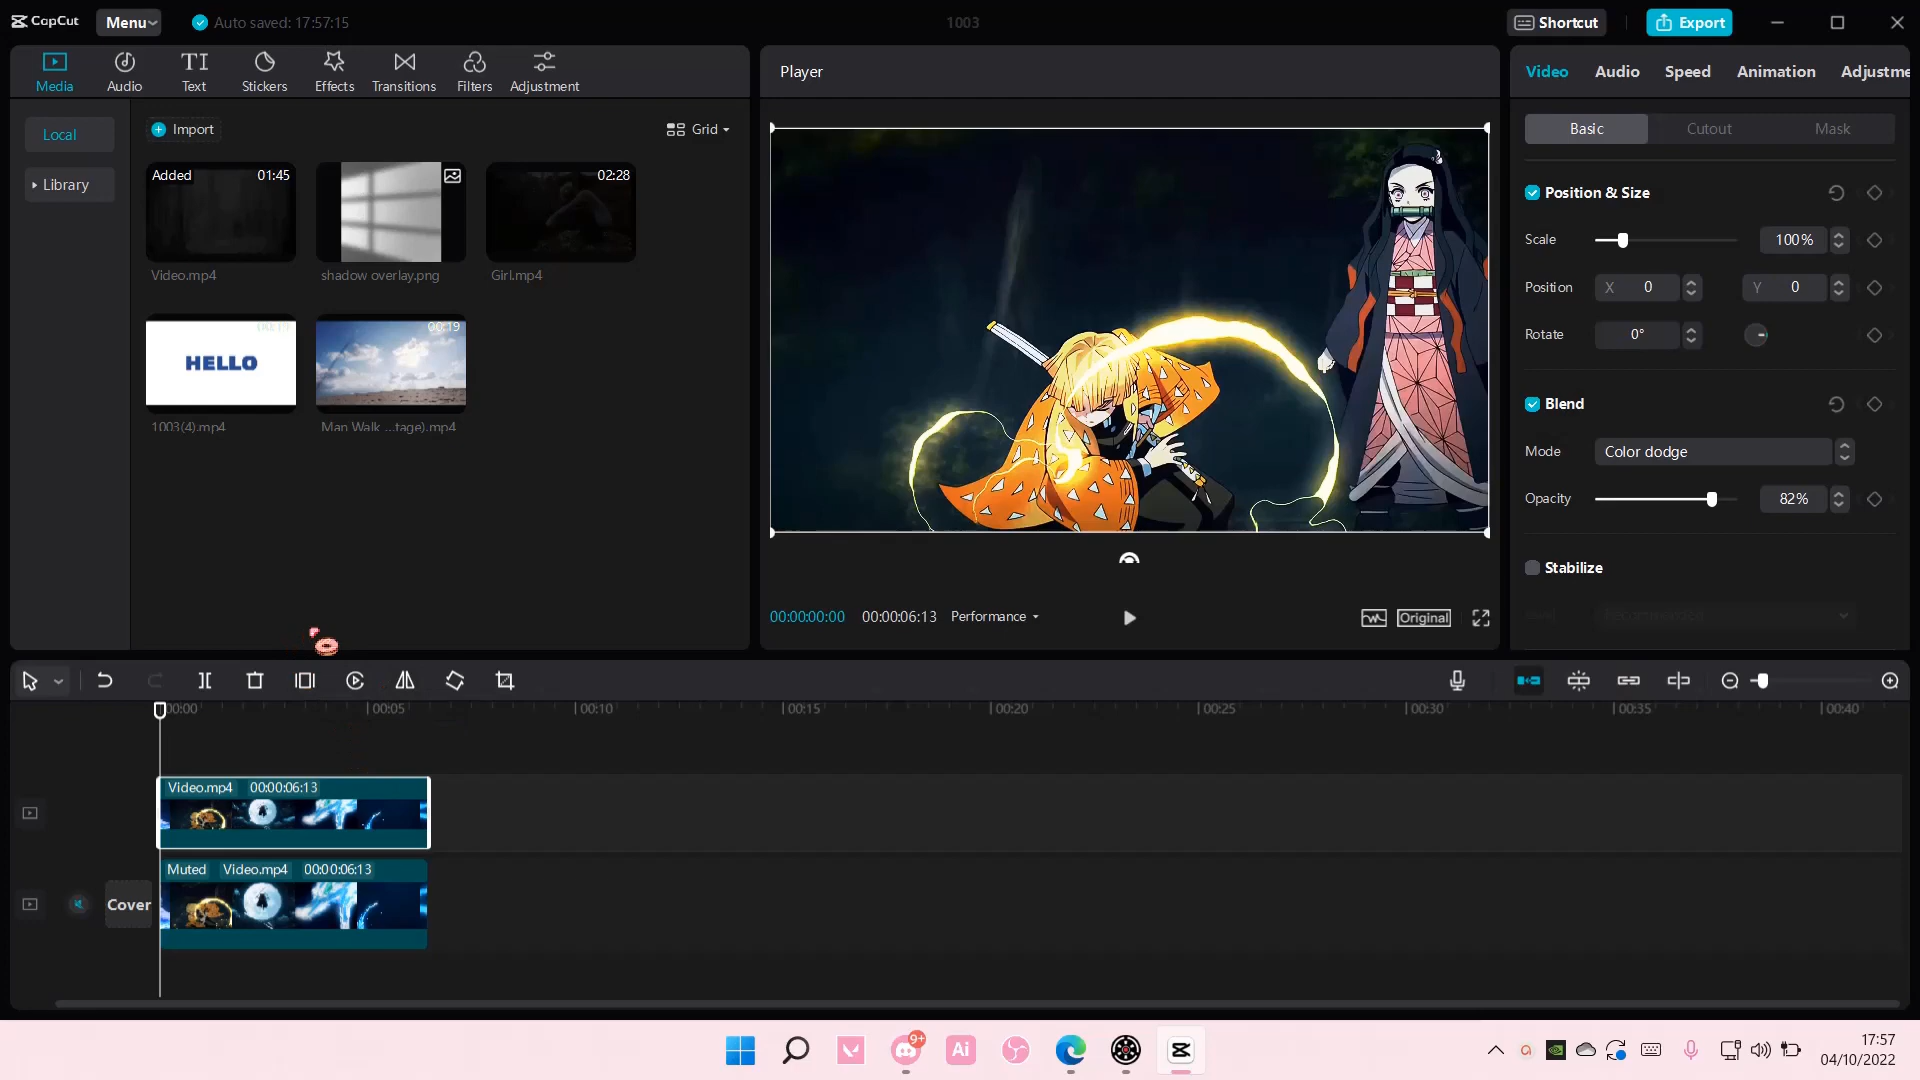 CapCut
Menu
Auto saved: 17:57:15
1003
Shortcut
Export
Media
Audio
Text
Stickers
Effects
Transitions
Filters
Adjustment
Local
Library
Import
Grid
Added 01:45
02:28
Video.mp4
shadow overlay.png
Girl.mp4
HELLO
00:19
1003(4).mp4
Man Walk ...tage).mp4
Player
00:00:00:00
00:00:06:13
Performance
Original
Video
Audio
Speed
Animation
Adjustme
Basic
Cutout
Mask
Position & Size
Scale
100%
Position
X 0
Y 0
Rotate
0°
Blend
Mode
Color dodge
Opacity
82%
Stabilize
00:00
00:05
00:10
00:15
00:20
00:25
00:30
00:35
00:40
Video.mp4 00:00:06:13
Muted Video.mp4 00:00:06:13
Cover
9+
Ai
17:57
04/10/2022